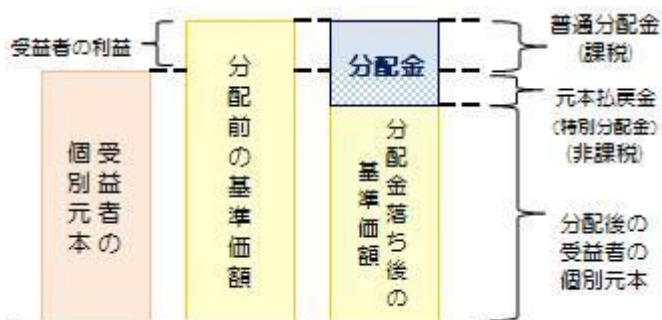 受益者の利益
受益者の
個別元本
分配前の基準価額
分配金
分配金落ち後の
基準価額
普通分配金
(課税)
元本払戻金
(特別分配金)
(非課税)
分配後の
受益者の
個別元本